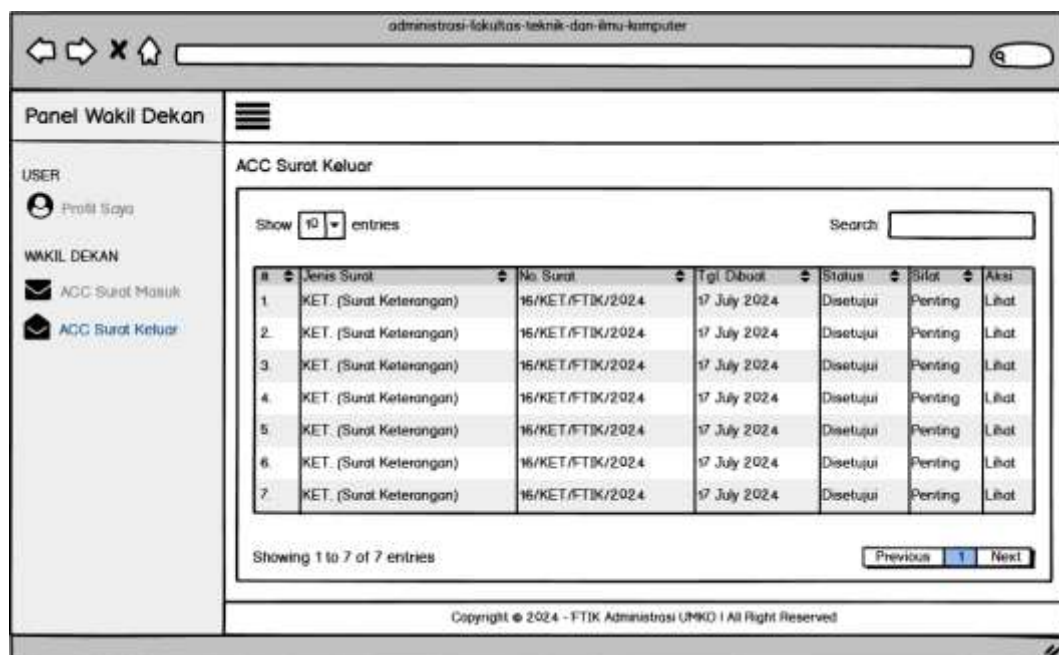 administrasi-fakultas-teknik-dan-ilmu-komputer
Panel Wakil Dekan
USER
Profil Saya
WAKIL DEKAN
ACC Surat Masuk
ACC Surat Keluar
ACC Surat Keluar
Show 10 entries Search:
# Jenis Surat No. Surat Tgl. Dibuat Status Sifat Aksi
1. KET. (Surat Keterangan) 16/KET/FTIK/2024 17 July 2024 Disetujui Penting Lihat
2. KET. (Surat Keterangan) 16/KET/FTIK/2024 17 July 2024 Disetujui Penting Lihat
3. KET. (Surat Keterangan) 16/KET/FTIK/2024 17 July 2024 Disetujui Penting Lihat
4. KET. (Surat Keterangan) 16/KET/FTIK/2024 17 July 2024 Disetujui Penting Lihat
5. KET. (Surat Keterangan) 16/KET/FTIK/2024 17 July 2024 Disetujui Penting Lihat
6. KET. (Surat Keterangan) 16/KET/FTIK/2024 17 July 2024 Disetujui Penting Lihat
7. KET. (Surat Keterangan) 16/KET/FTIK/2024 17 July 2024 Disetujui Penting Lihat
Showing 1 to 7 of 7 entries Previous 1 Next
Copyright © 2024 - FTIK Administrasi UMKO | All Right Reserved